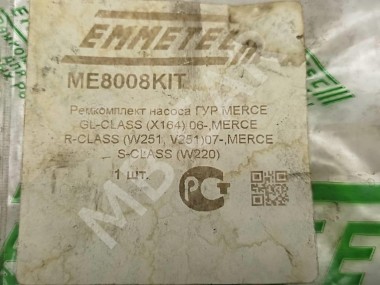 EMMETEC
ME8008KIT
Ремкомплект насоса ГУР MERCE
GL-CLASS (X164) 06-,MERCE
R-CLASS (W251, V251)07-,MERCE
S-CLASS (W220)
1 шт.
РСТ